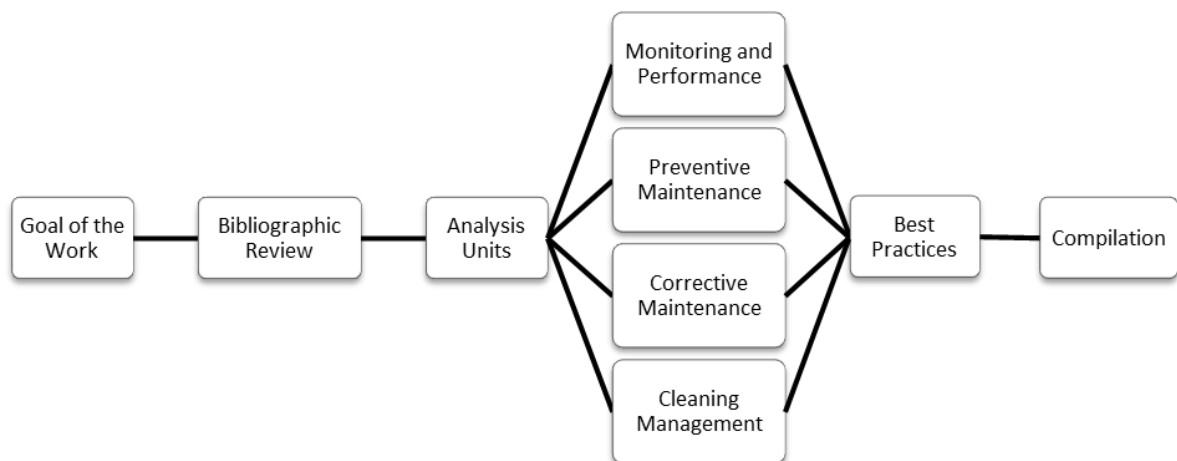 Goal of the
Work
Bibliographic
Review
Analysis
Units
Monitoring and
Performance
Preventive
Maintenance
Corrective
Maintenance
Cleaning
Management
Best
Practices
Compilation